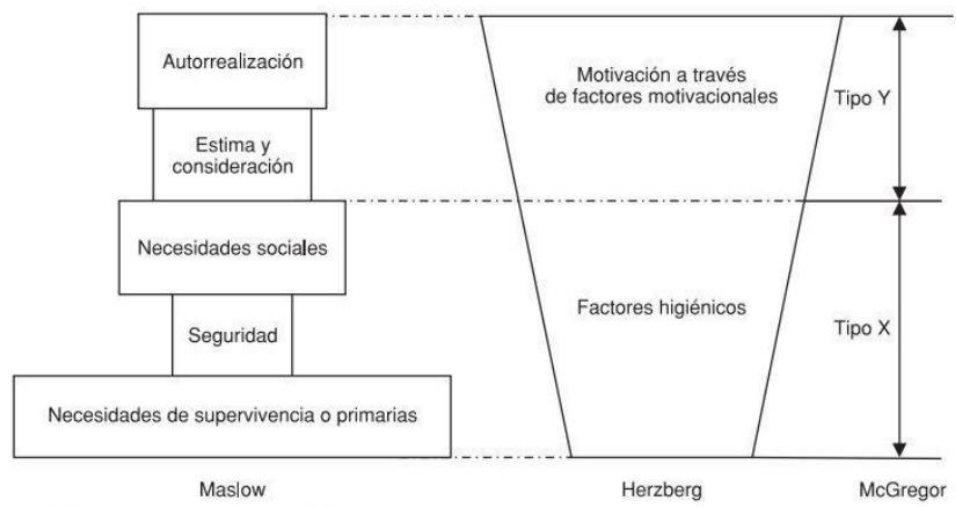 Autorrealización
Estima y
consideración
Necesidades sociales
Seguridad
Necesidades de supervivencia o primarias
Maslow
Motivación a través
de factores motivacionales
Factores higiénicos
Herzberg
Tipo Y
Tipo X
McGregor